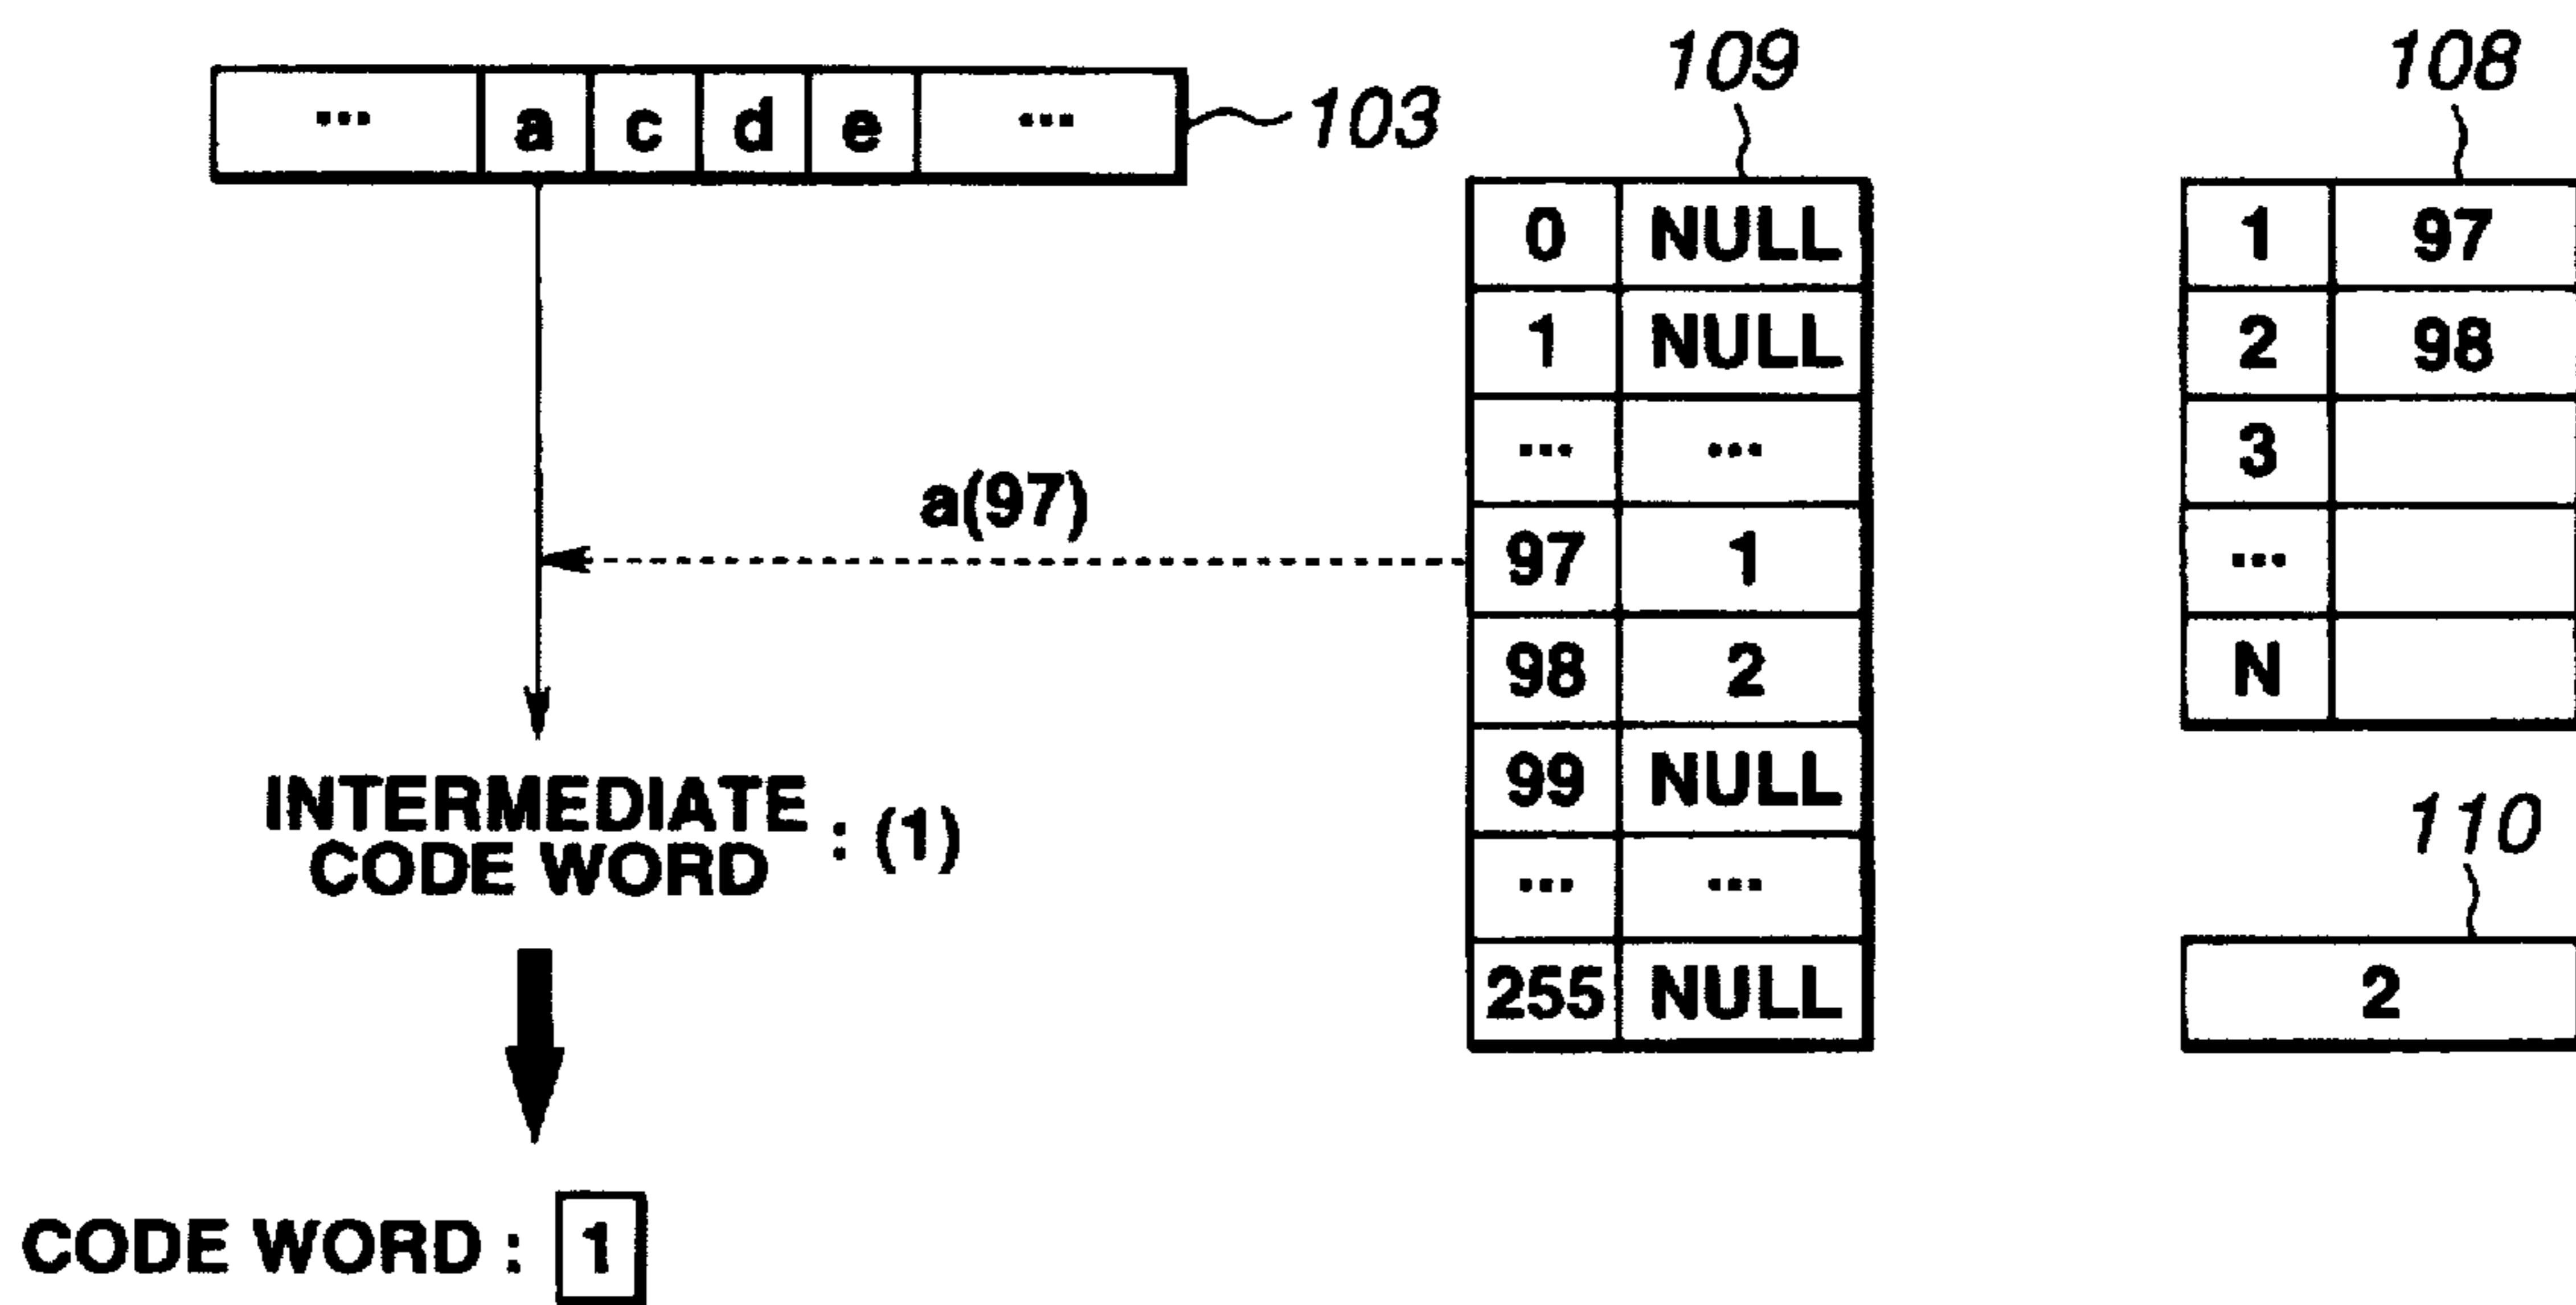 ... a c d e ... 103
109
0 NULL
1 NULL
... ...
97 1
98 2
99 NULL
... ...
255 NULL
108
1 97
2 98
3
...
N
110
2
a(97)
INTERMEDIATE
CODE WORD : (1)
CODE WORD : 1